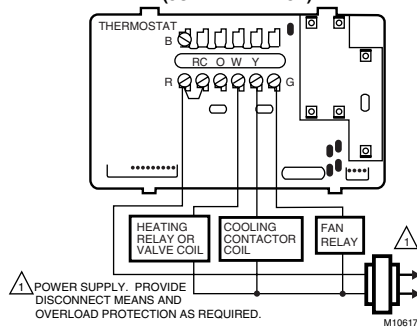 THERMOSTAT
B
RC O W Y
R
G
HEATING
RELAY OR
VALVE COIL
COOLING
CONTACTOR
COIL
FAN
RELAY
1
1 POWER SUPPLY. PROVIDE
DISCONNECT MEANS AND
OVERLOAD PROTECTION AS REQUIRED.
M10617